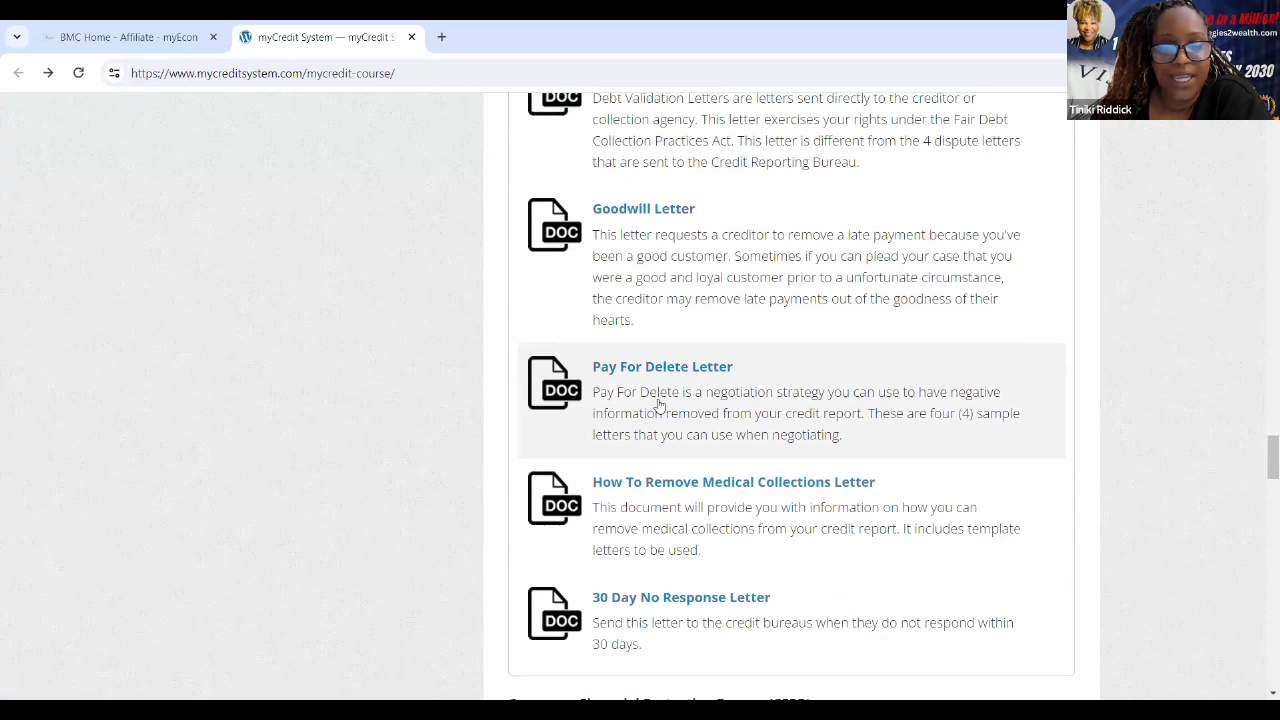 BMC Home - Affiliate - myEcon
myCredit System — myCredit S
https://www.mycreditsystem.com/mycredit-course/
e in a Million!
egies2wealth.com
1
ES
2030
VI
Tiniki Riddick
DOC
Debt Validation Letters are letters sent directly to the creditor or
collection agency. This letter exercises your rights under the Fair Debt
Collection Practices Act. This letter is different from the 4 dispute letters
that are sent to the Credit Reporting Bureau.
Goodwill Letter
DOC
This letter requests a creditor to remove a late payment because you've
been a good customer. Sometimes if you can plead your case that you
were a good and loyal customer prior to a unfortunate circumstance,
the creditor may remove late payments out of the goodness of their
hearts.
Pay For Delete Letter
DOC
Pay For Delete is a negotiation strategy you can use to have negative
information removed from your credit report. These are four (4) sample
letters that you can use when negotiating.
How To Remove Medical Collections Letter
DOC
This document will provide you with information on how you can
remove medical collections from your credit report. It includes template
letters to be used.
30 Day No Response Letter
DOC
Send this letter to the credit bureaus when they do not respond within
30 days.